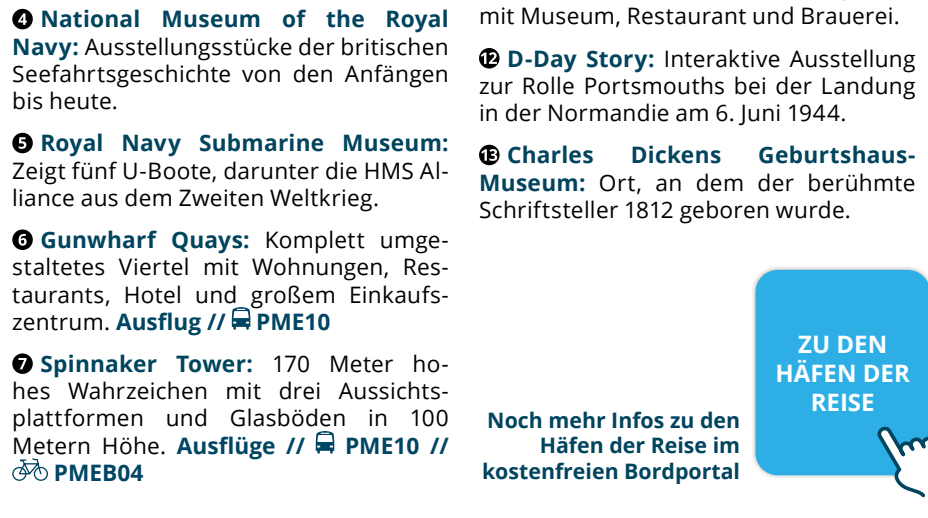 ❹ National Museum of the Royal
Navy: Ausstellungsstücke der britischen
Seefahrtsgeschichte von den Anfängen
bis heute.
❺ Royal Navy Submarine Museum:
Zeigt fünf U-Boote, darunter die HMS Al-
liance aus dem Zweiten Weltkrieg.
❻ Gunwharf Quays: Komplett umge-
staltetes Viertel mit Wohnungen, Res-
taurants, Hotel und großem Einkaufs-
zentrum. Ausflug // PME10
❼ Spinnaker Tower: 170 Meter ho-
hes Wahrzeichen mit drei Aussichts-
plattformen und Glasböden in 100
Metern Höhe. Ausflüge // PME10 //
PMEB04
mit Museum, Restaurant und Brauerei.
⓬ D-Day Story: Interaktive Ausstellung
zur Rolle Portsmouths bei der Landung
in der Normandie am 6. Juni 1944.
⓭ Charles Dickens Geburtshaus-
Museum: Ort, an dem der berühmte
Schriftsteller 1812 geboren wurde.
Noch mehr Infos zu den
Häfen der Reise im
kostenfreien Bordportal
ZU DEN
HÄFEN DER
REISE